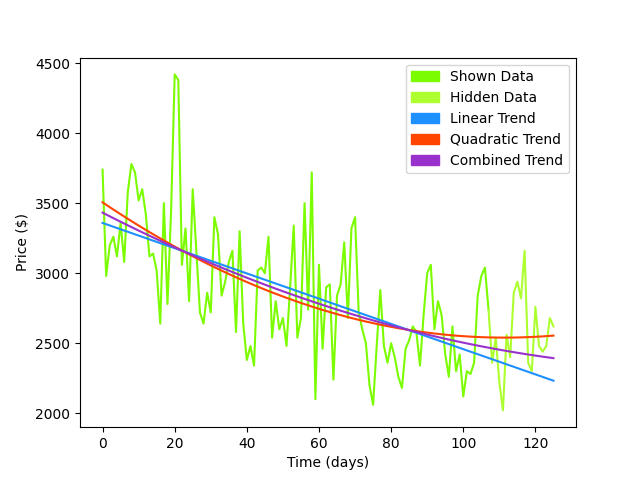 4500
4000
3500
3000
2500
2000
Price ($)
0 20 40 60 80 100 120
Time (days)
Shown Data
Hidden Data
Linear Trend
Quadratic Trend
Combined Trend